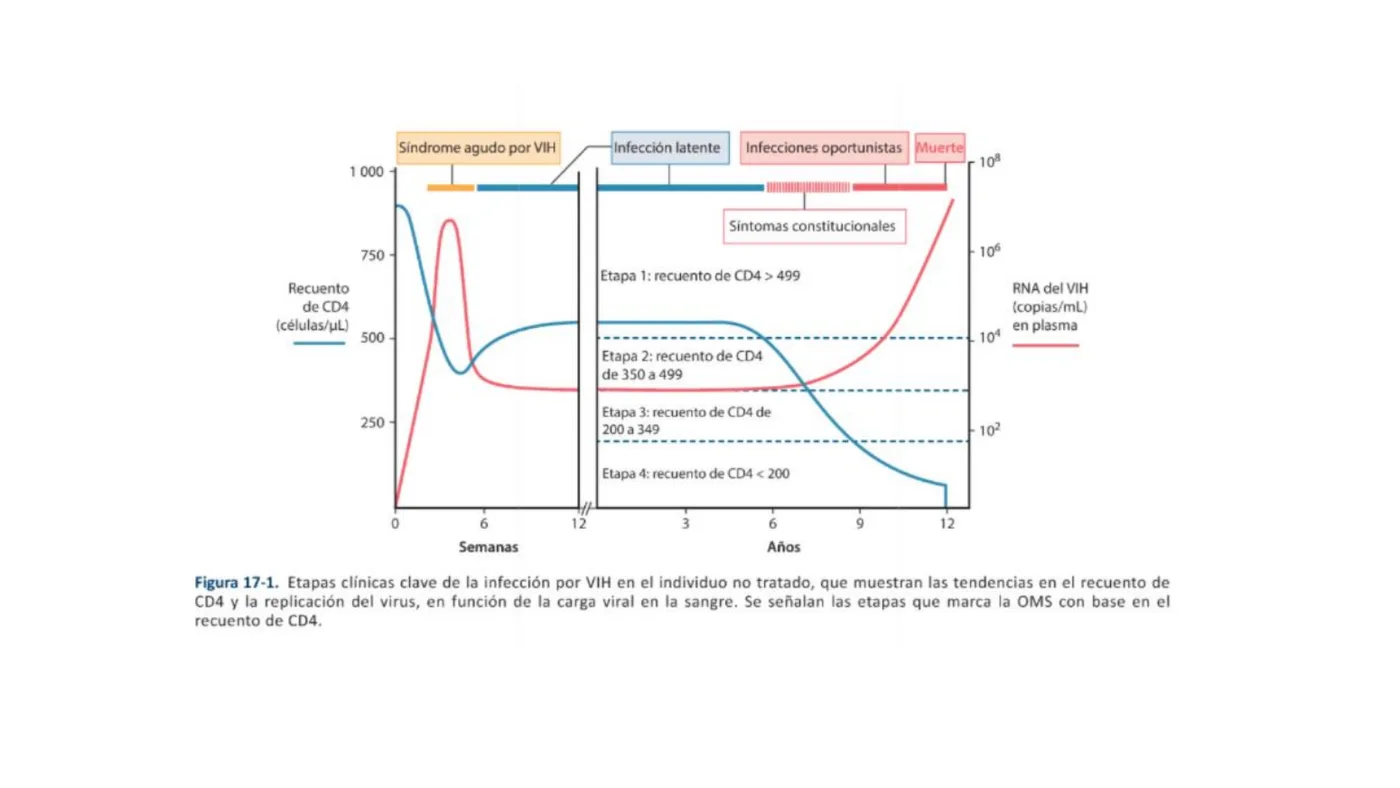 Síndrome agudo por VIH
Infección latente
Infecciones oportunistas
Muerte
Síntomas constitucionales
1 000
750
500
250
Recuento
de CD4
(células/µL)
10⁸
10⁶
10⁴
10²
RNA del VIH
(copias/mL)
en plasma
Etapa 1: recuento de CD4 > 499
Etapa 2: recuento de CD4
de 350 a 499
Etapa 3: recuento de CD4 de
200 a 349
Etapa 4: recuento de CD4 < 200
0
6
12
3
6
9
12
Semanas
Años
Figura 17-1. Etapas clínicas clave de la infección por VIH en el individuo no tratado, que muestran las tendencias en el recuento de
CD4 y la replicación del virus, en función de la carga viral en la sangre. Se señalan las etapas que marca la OMS con base en el
recuento de CD4.